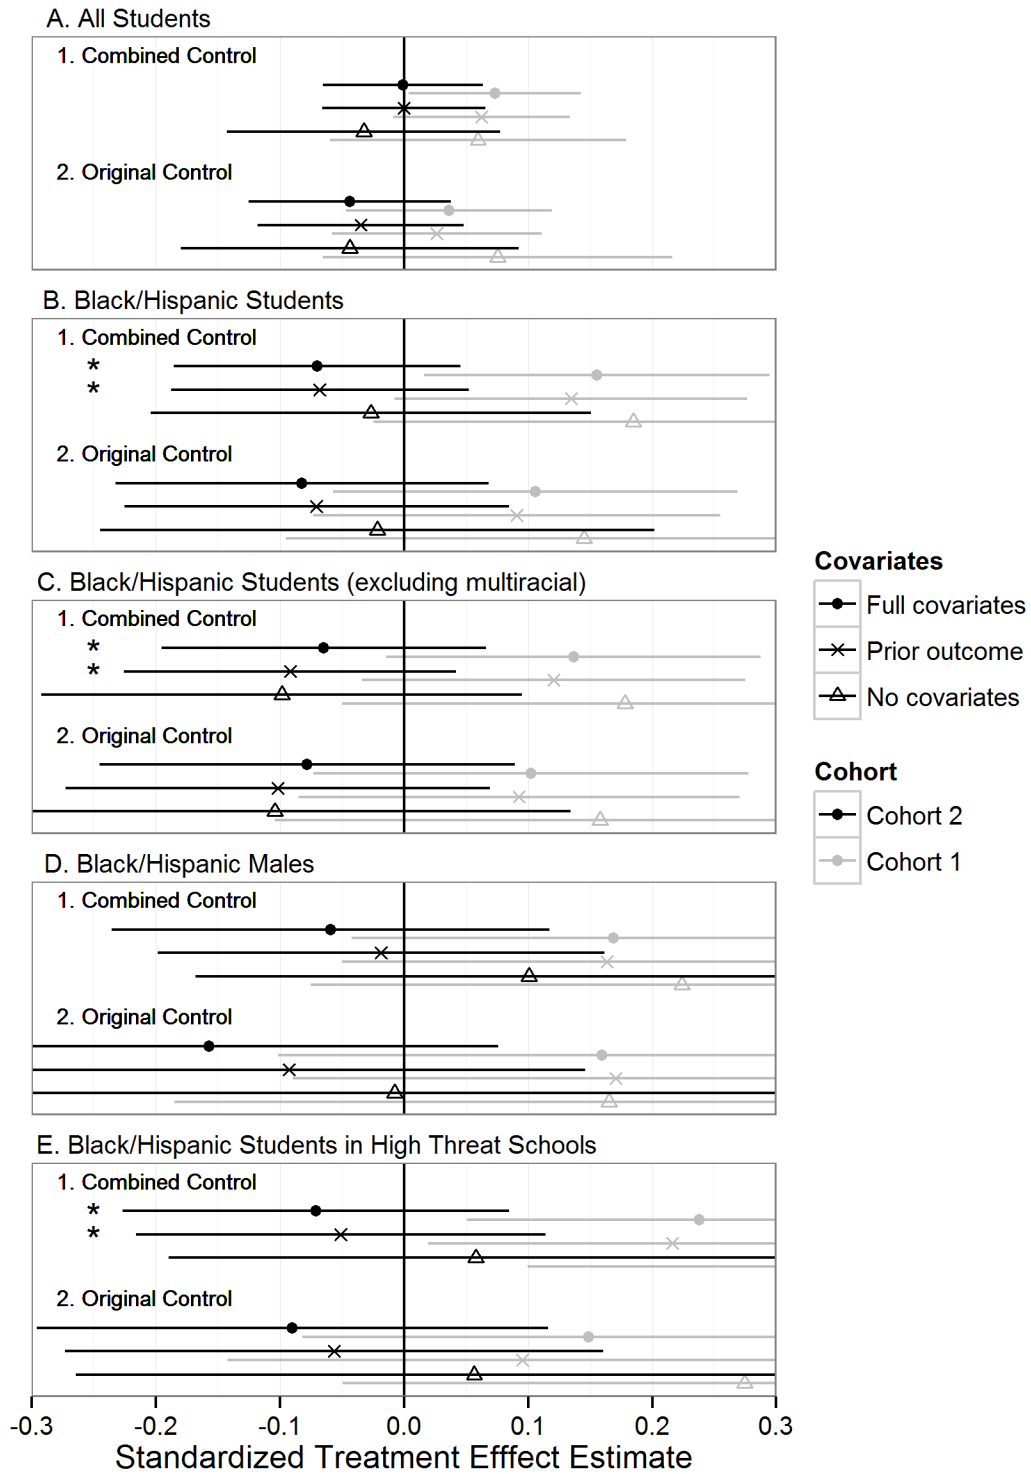 A. All Students
1. Combined Control
2. Original Control
B. Black/Hispanic Students
1. Combined Control
*
*
2. Original Control
C. Black/Hispanic Students (excluding multiracial)
1. Combined Control
*
*
2. Original Control
D. Black/Hispanic Males
1. Combined Control
2. Original Control
E. Black/Hispanic Students in High Threat Schools
1. Combined Control
*
*
2. Original Control
-0.3 -0.2 -0.1 0.0 0.1 0.2 0.3
Standardized Treatment Efffect Estimate
Covariates
Full covariates
Prior outcome
No covariates
Cohort
Cohort 2
Cohort 1